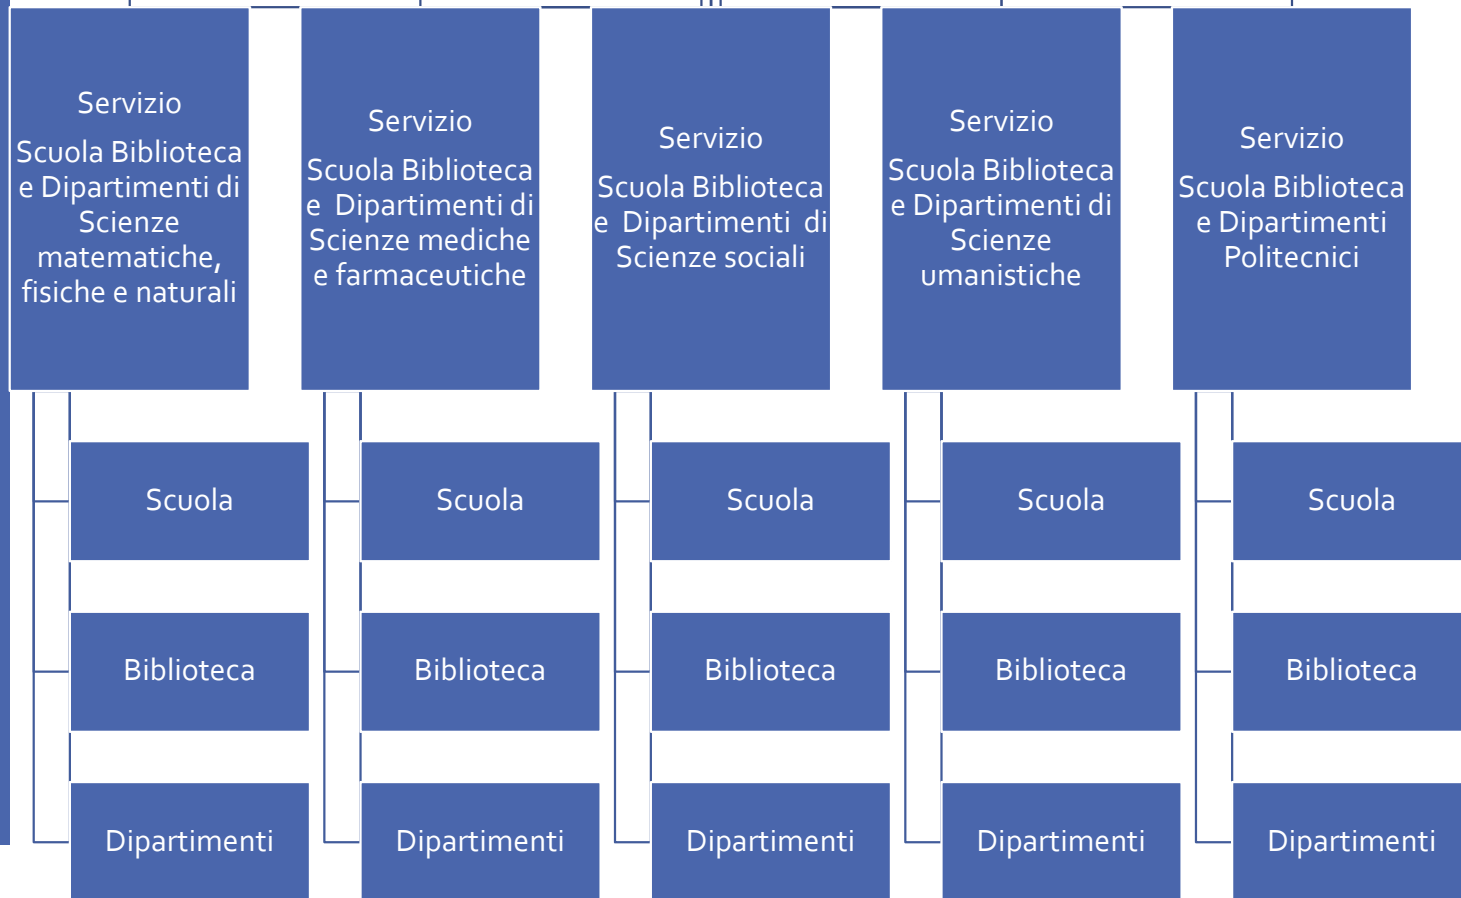 Servizio
Scuola Biblioteca
e Dipartimenti di
Scienze
matematiche,
fisiche e naturali
Servizio
Scuola Biblioteca
e Dipartimenti di
Scienze mediche
e farmaceutiche
Servizio
Scuola Biblioteca
e Dipartimenti di
Scienze sociali
Servizio
Scuola Biblioteca
e Dipartimenti di
Scienze
umanistiche
Servizio
Scuola Biblioteca
e Dipartimenti
Politecnici
Scuola
Scuola
Scuola
Scuola
Scuola
Biblioteca
Biblioteca
Biblioteca
Biblioteca
Biblioteca
Dipartimenti
Dipartimenti
Dipartimenti
Dipartimenti
Dipartimenti